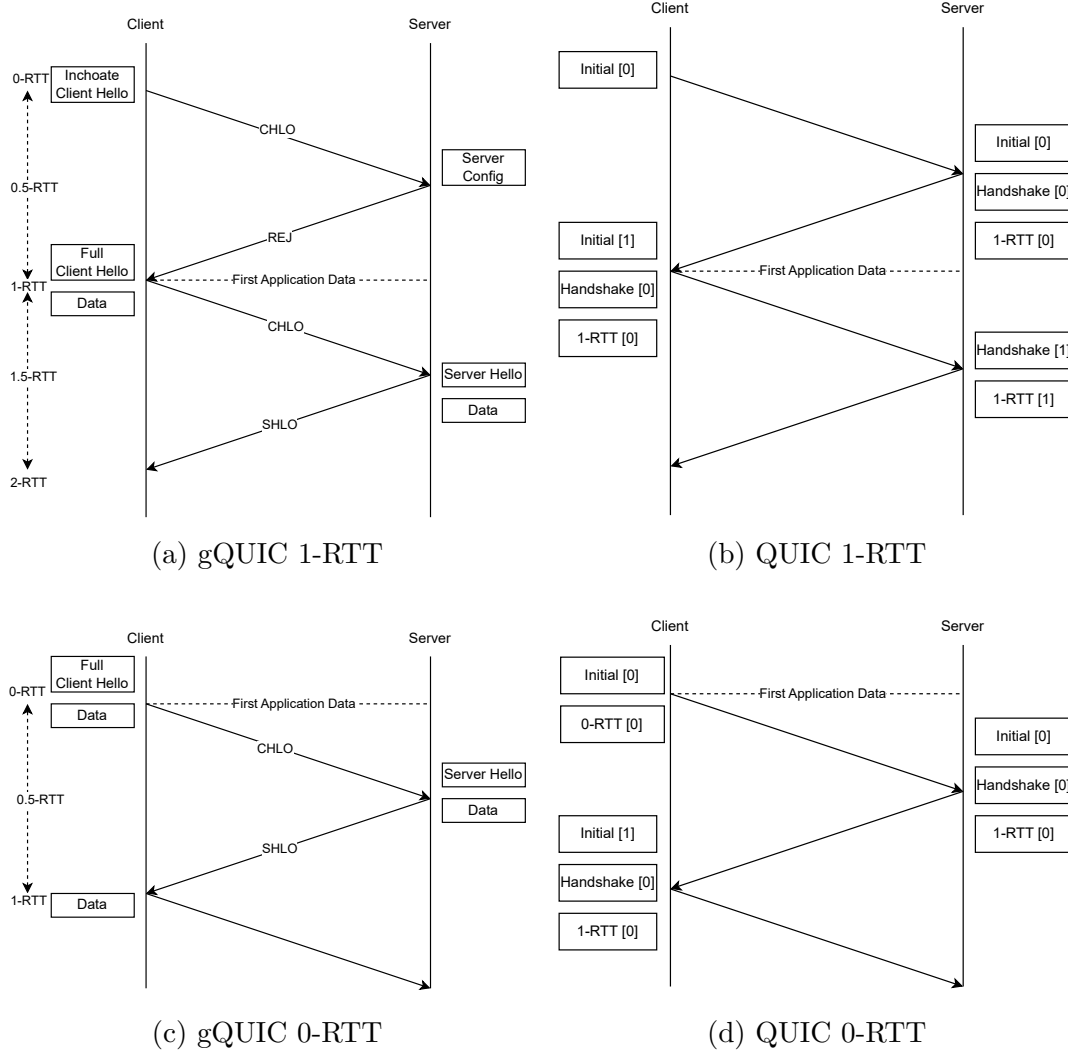 Client
Server
0-RTT
Inchoate
Client Hello
CHLO
Server
Config
0.5-RTT
REJ
Full
Client Hello
First Application Data
1-RTT
Data
CHLO
1.5-RTT
Server Hello
Data
SHLO
2-RTT
(a) gQUIC 1-RTT
Client
Server
Initial [0]
Initial [0]
Handshake [0]
1-RTT [0]
Initial [1]
First Application Data
Handshake [0]
1-RTT [0]
Handshake [1]
1-RTT [1]
(b) QUIC 1-RTT
Client
Server
Full
Client Hello
0-RTT
First Application Data
Data
CHLO
Server Hello
0.5-RTT
Data
SHLO
1-RTT
Data
(c) gQUIC 0-RTT
Client
Server
Initial [0]
First Application Data
0-RTT [0]
Initial [0]
Handshake [0]
1-RTT [0]
Initial [1]
Handshake [0]
1-RTT [0]
(d) QUIC 0-RTT